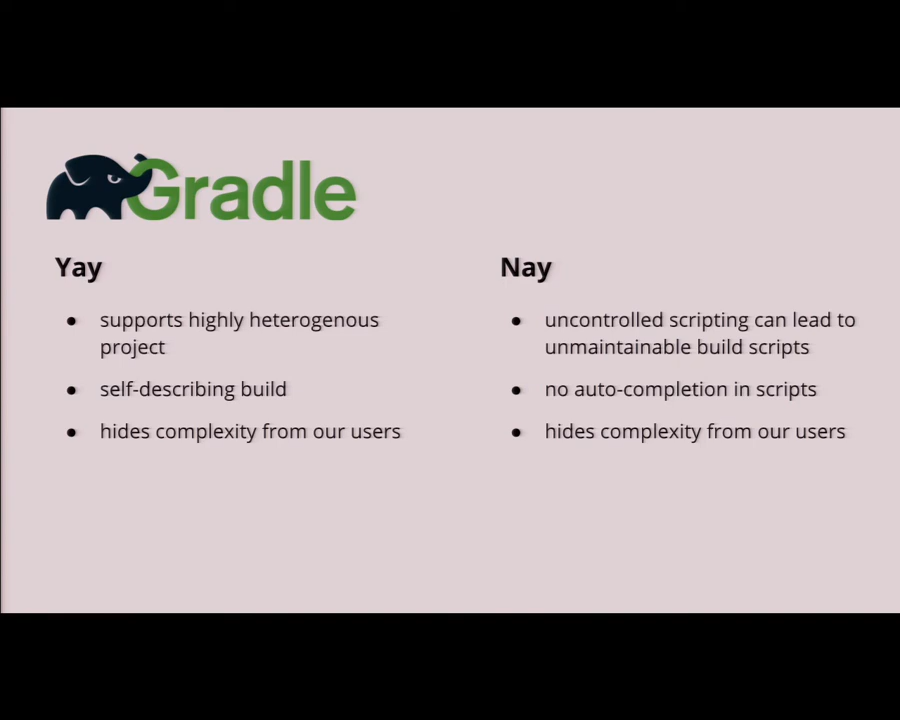 Gradle
Yay
supports highly heterogenous
project
self-describing build
hides complexity from our users
Nay
uncontrolled scripting can lead to
unmaintainable build scripts
no auto-completion in scripts
hides complexity from our users